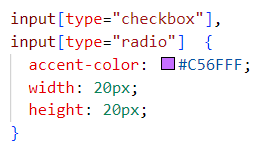 input[type="checkbox"],
input[type="radio"]  {
  accent-color: #C56FFF;
  width: 20px;
  height: 20px;
}